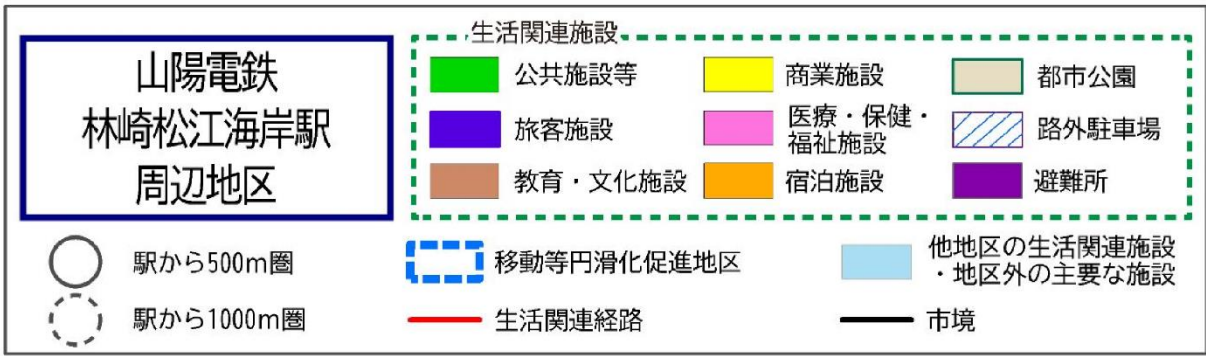 山陽電鉄
林崎松江海岸駅
周辺地区
生活関連施設
公共施設等
商業施設
都市公園
旅客施設
医療・保健・
福祉施設
路外駐車場
教育・文化施設
宿泊施設
避難所
駅から500m圏
移動等円滑化促進地区
他地区の生活関連施設
・地区外の主要な施設
駅から1000m圏
生活関連経路
市境